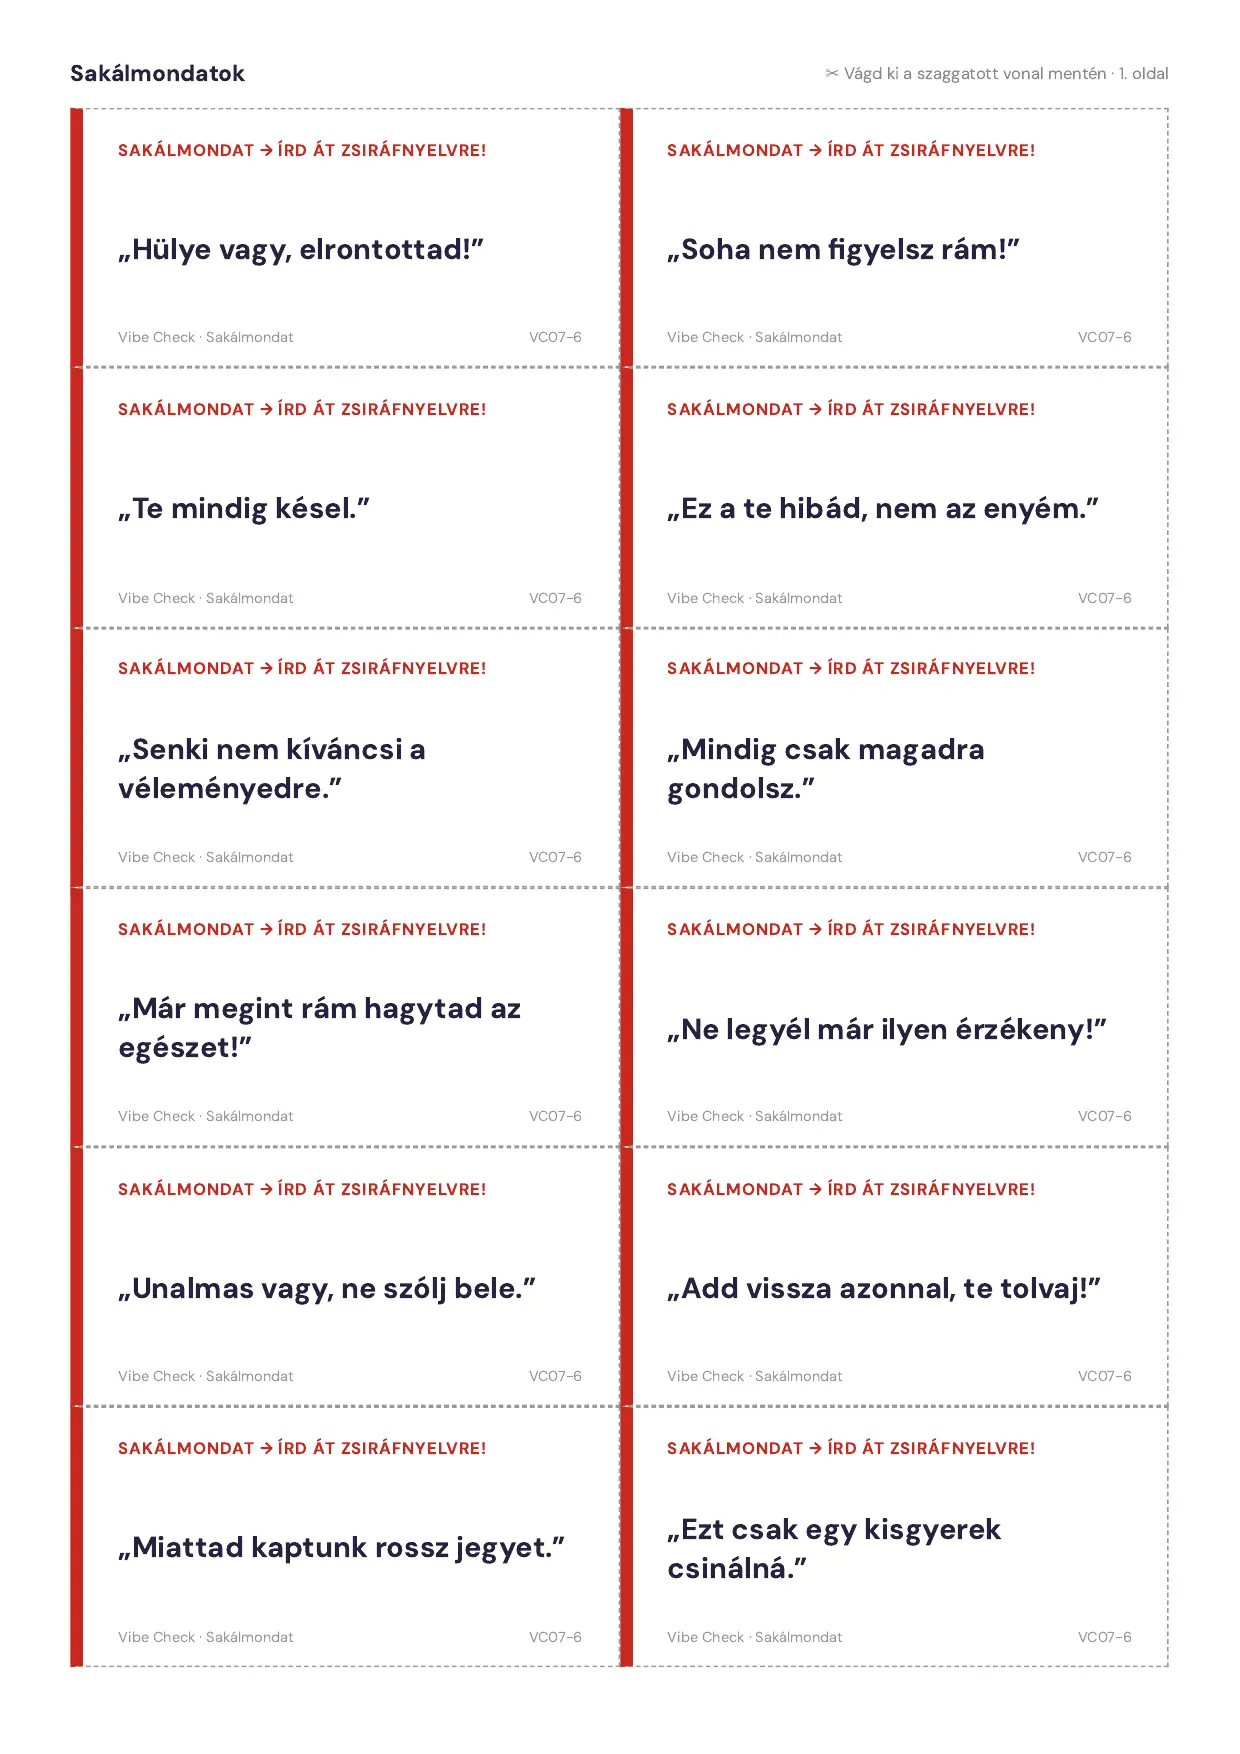 Sakálmondatok
✂ Vágd ki a szaggatott vonal mentén · 1. oldal
SAKÁLMONDAT → ÍRD ÁT ZSIRÁFNYELVRE!
„Hülye vagy, elrontottad!”
Vibe Check · Sakálmondat VC07-6
SAKÁLMONDAT → ÍRD ÁT ZSIRÁFNYELVRE!
„Soha nem figyelsz rám!”
Vibe Check · Sakálmondat VC07-6
SAKÁLMONDAT → ÍRD ÁT ZSIRÁFNYELVRE!
„Te mindig késel.”
Vibe Check · Sakálmondat VC07-6
SAKÁLMONDAT → ÍRD ÁT ZSIRÁFNYELVRE!
„Ez a te hibád, nem az enyém.”
Vibe Check · Sakálmondat VC07-6
SAKÁLMONDAT → ÍRD ÁT ZSIRÁFNYELVRE!
„Senki nem kíváncsi a
véleményedre.”
Vibe Check · Sakálmondat VC07-6
SAKÁLMONDAT → ÍRD ÁT ZSIRÁFNYELVRE!
„Mindig csak magadra
gondolsz.”
Vibe Check · Sakálmondat VC07-6
SAKÁLMONDAT → ÍRD ÁT ZSIRÁFNYELVRE!
„Már megint rám hagytad az
egészet!”
Vibe Check · Sakálmondat VC07-6
SAKÁLMONDAT → ÍRD ÁT ZSIRÁFNYELVRE!
„Ne legyél már ilyen érzékeny!”
Vibe Check · Sakálmondat VC07-6
SAKÁLMONDAT → ÍRD ÁT ZSIRÁFNYELVRE!
„Unalmas vagy, ne szólj bele.”
Vibe Check · Sakálmondat VC07-6
SAKÁLMONDAT → ÍRD ÁT ZSIRÁFNYELVRE!
„Add vissza azonnal, te tolvaj!”
Vibe Check · Sakálmondat VC07-6
SAKÁLMONDAT → ÍRD ÁT ZSIRÁFNYELVRE!
„Miattad kaptunk rossz jegyet.”
Vibe Check · Sakálmondat VC07-6
SAKÁLMONDAT → ÍRD ÁT ZSIRÁFNYELVRE!
„Ezt csak egy kisgyerek
csinálná.”
Vibe Check · Sakálmondat VC07-6